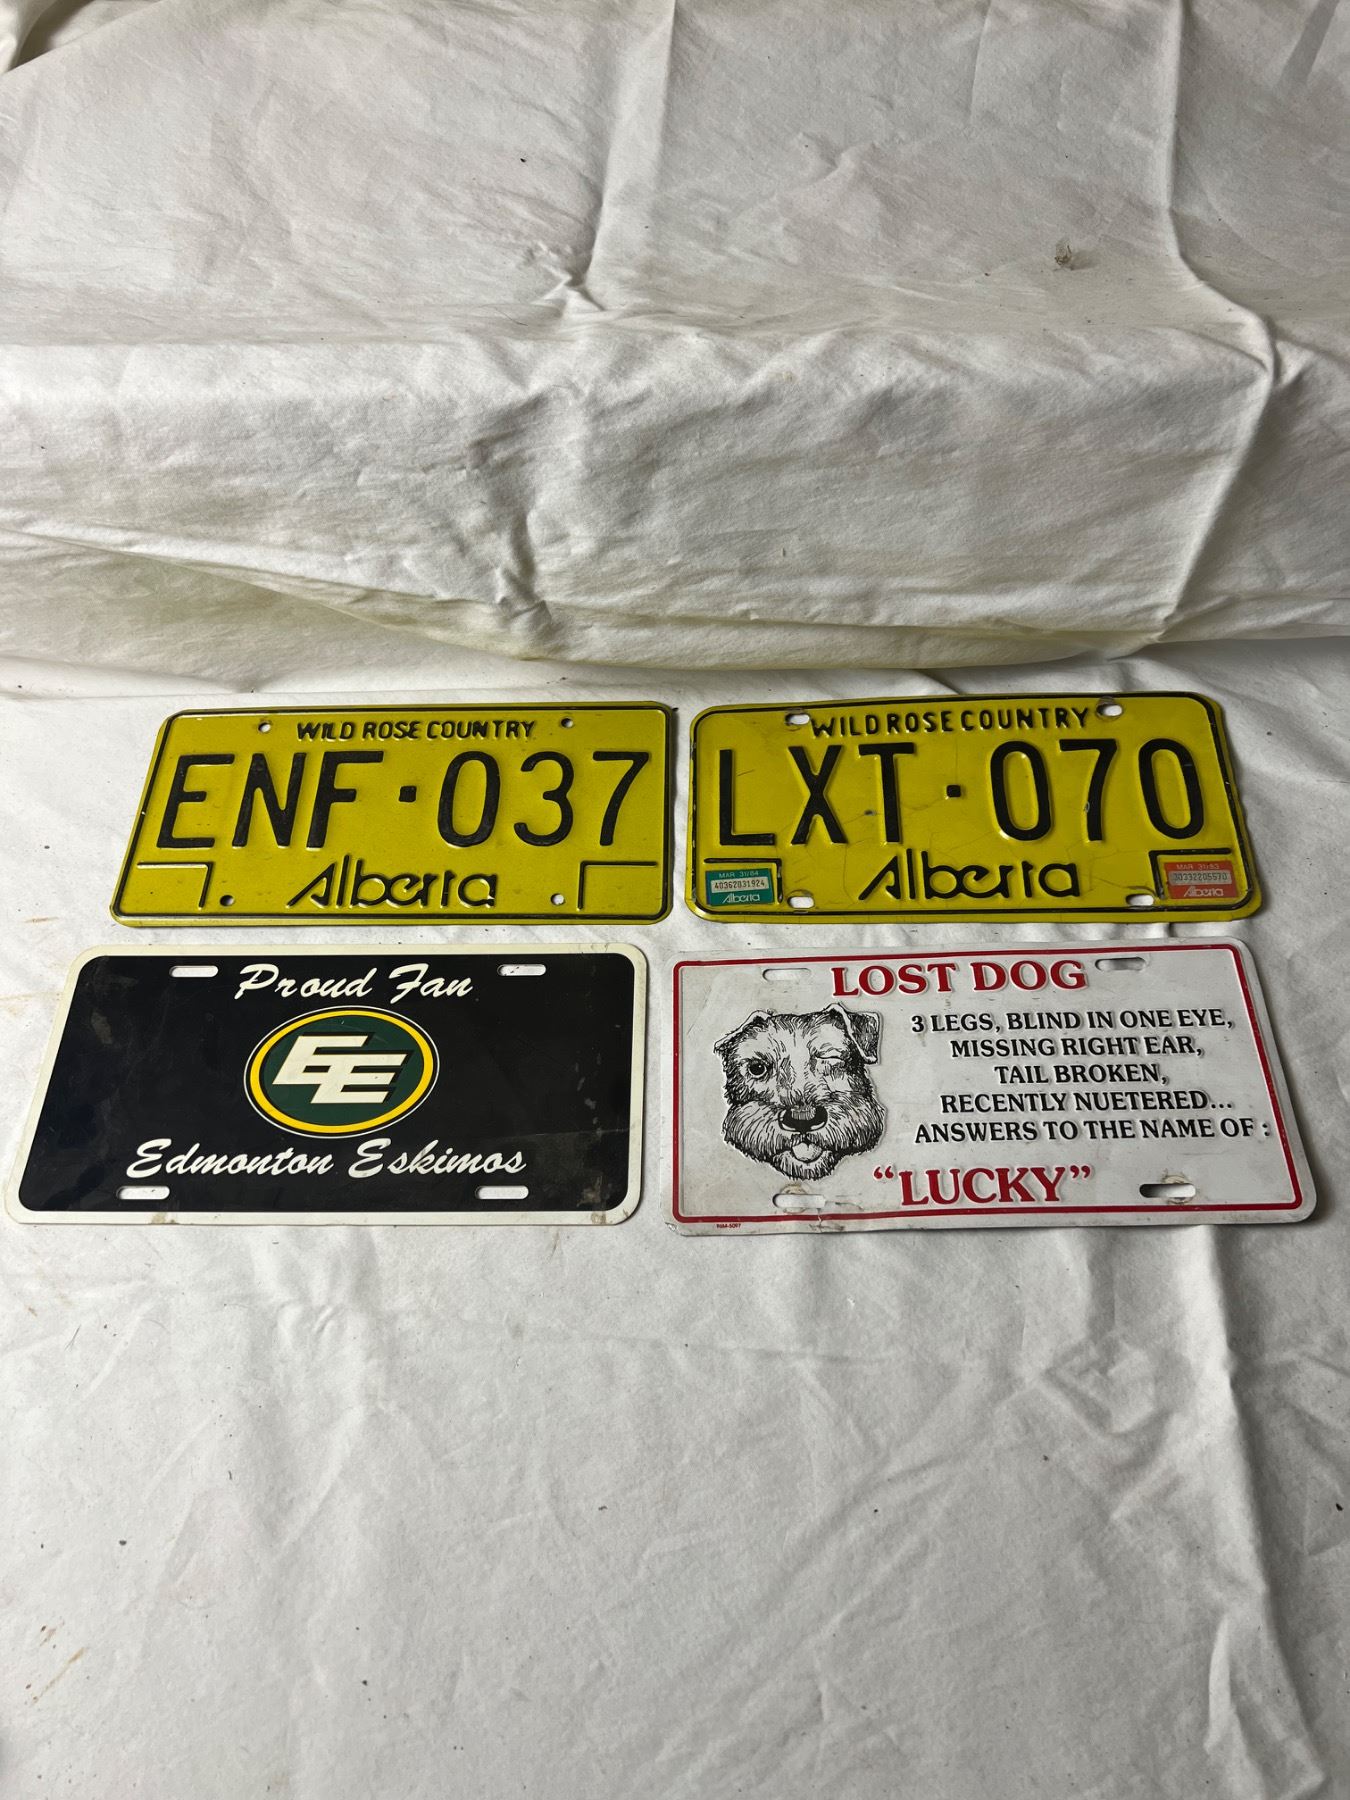 WILD ROSE COUNTRY
ENF·037
Alberta
WILD ROSE COUNTRY
LXT·070
Alberta
MAR 31/84
40362031924
Alberta
MAR 31/83
30332205570
Alberta
Proud Fan
EE
Edmonton Eskimos
LOST DOG
3 LEGS, BLIND IN ONE EYE,
MISSING RIGHT EAR,
TAIL BROKEN,
RECENTLY NUETERED...
ANSWERS TO THE NAME OF :
“LUCKY”